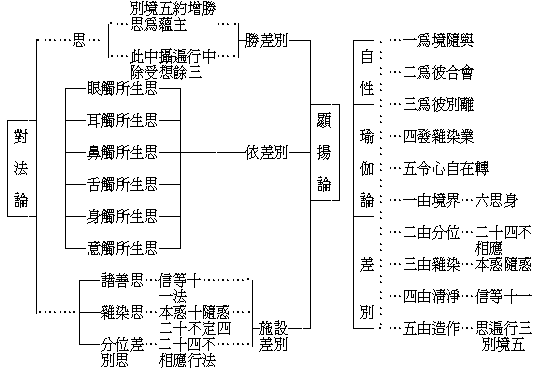 別境五約增勝
思
思爲蘊主
勝差別
此中攝遍行中
除受想餘三
眼觸所生思
耳觸所生思
鼻觸所生思
舌觸所生思
身觸所生思
意觸所生思
依差別
對法論
顯揚論
諸善思
信等十
一法
雜染思
本惑十隨惑
二十不定四
分位差
別思
二十四不
相應行法
施設
差別
自性
瑜伽論
差別
一爲境隨與
二爲彼合會
三爲彼別離
四發雜染業
五令心自在轉
一由境界
六思身
二由分位
二十四不
相應
三由雜染
本惑隨惑
四由清淨
信等十一
五由造作
思遍行三
別境五